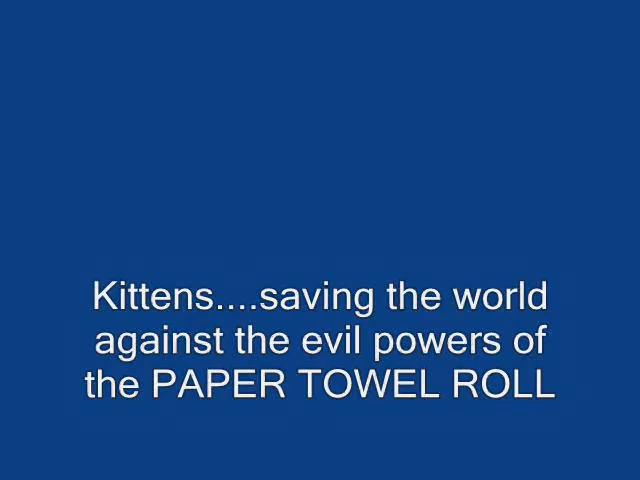 Kittens....saving the world
against the evil powers of
the PAPER TOWEL ROLL